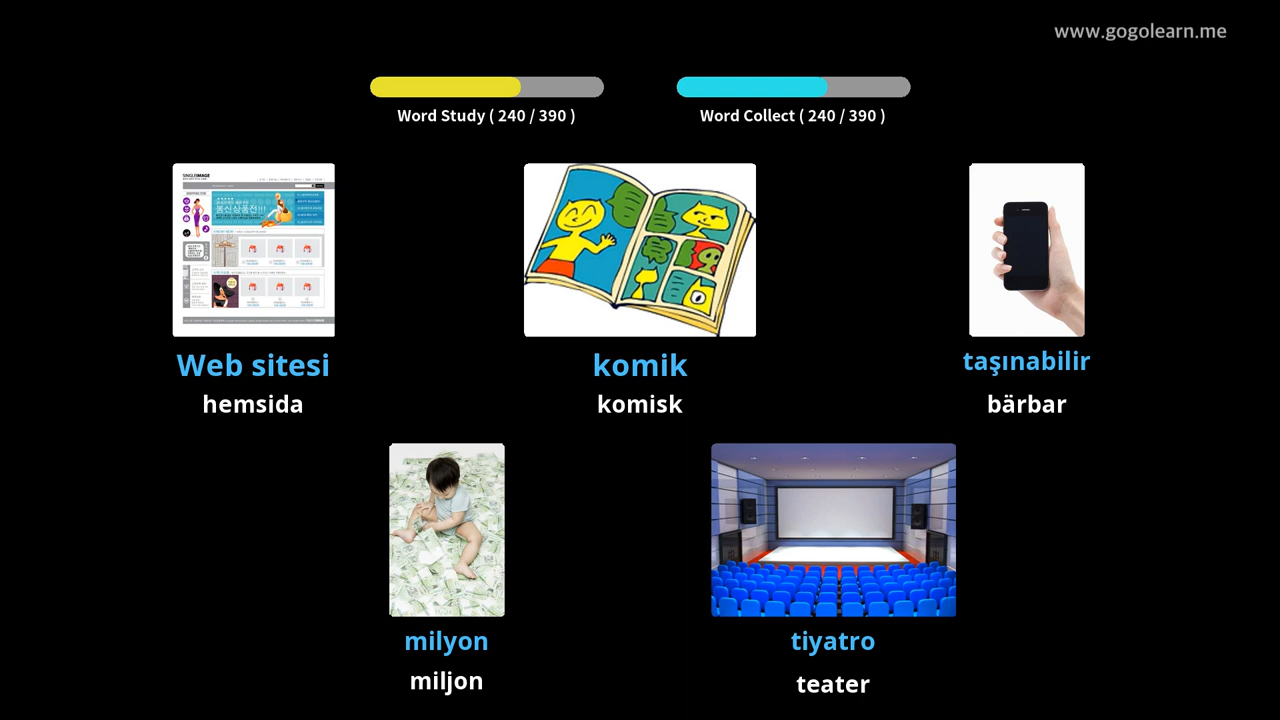 www.gogolearn.me
Word Study ( 240 / 390 )
Word Collect ( 240 / 390 )
Web sitesi
hemsida
komik
komisk
taşınabilir
bärbar
milyon
miljon
tiyatro
teater